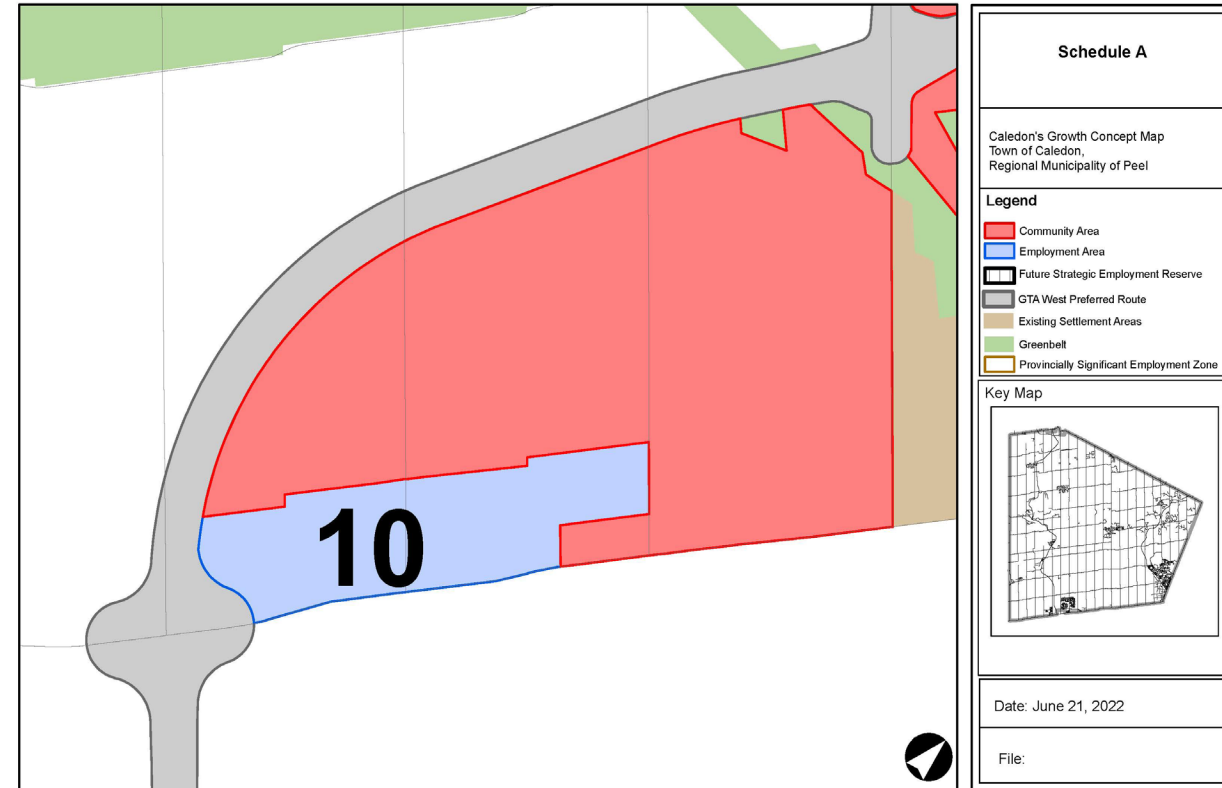 10
Schedule A
Caledon's Growth Concept Map
Town of Caledon,
Regional Municipality of Peel
Legend
Community Area
Employment Area
Future Strategic Employment Reserve
GTA West Preferred Route
Existing Settlement Areas
Greenbelt
Provincially Significant Employment Zone
Key Map
Date: June 21, 2022
File: